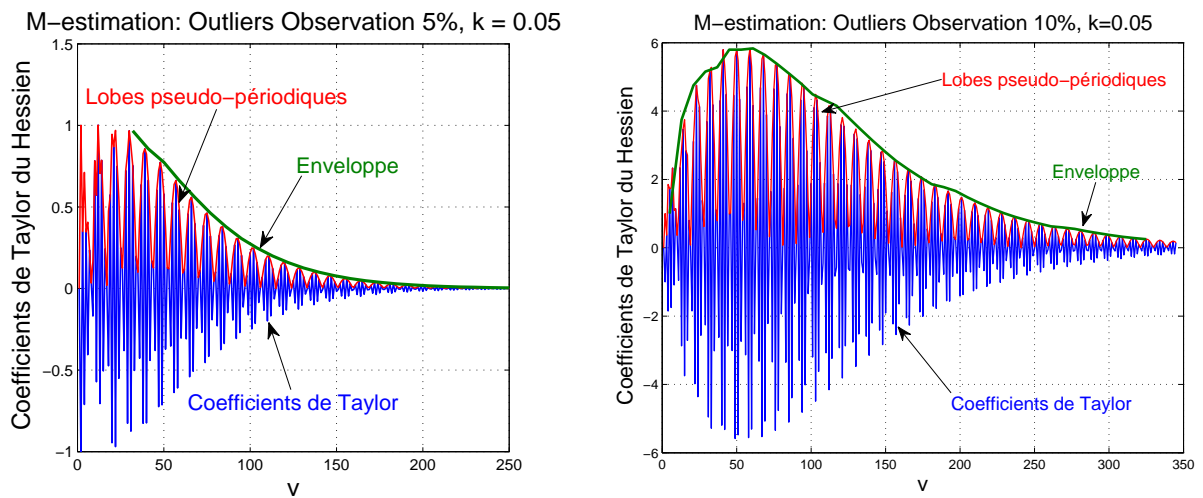 M−estimation: Outliers Observation 5%, k = 0.05
1.5
1
0.5
0
−0.5
−1
0
50
100
150
200
250
Coefficients de Taylor du Hessien
ν
Lobes pseudo−périodiques
Enveloppe
Coefficients de Taylor
M−estimation: Outliers Observation 10%, k=0.05
6
4
2
0
−2
−4
−6
0
50
100
150
200
250
300
350
Coefficients de Taylor du Hessien
ν
Lobes pseudo−périodiques
Enveloppe
Coefficients de Taylor